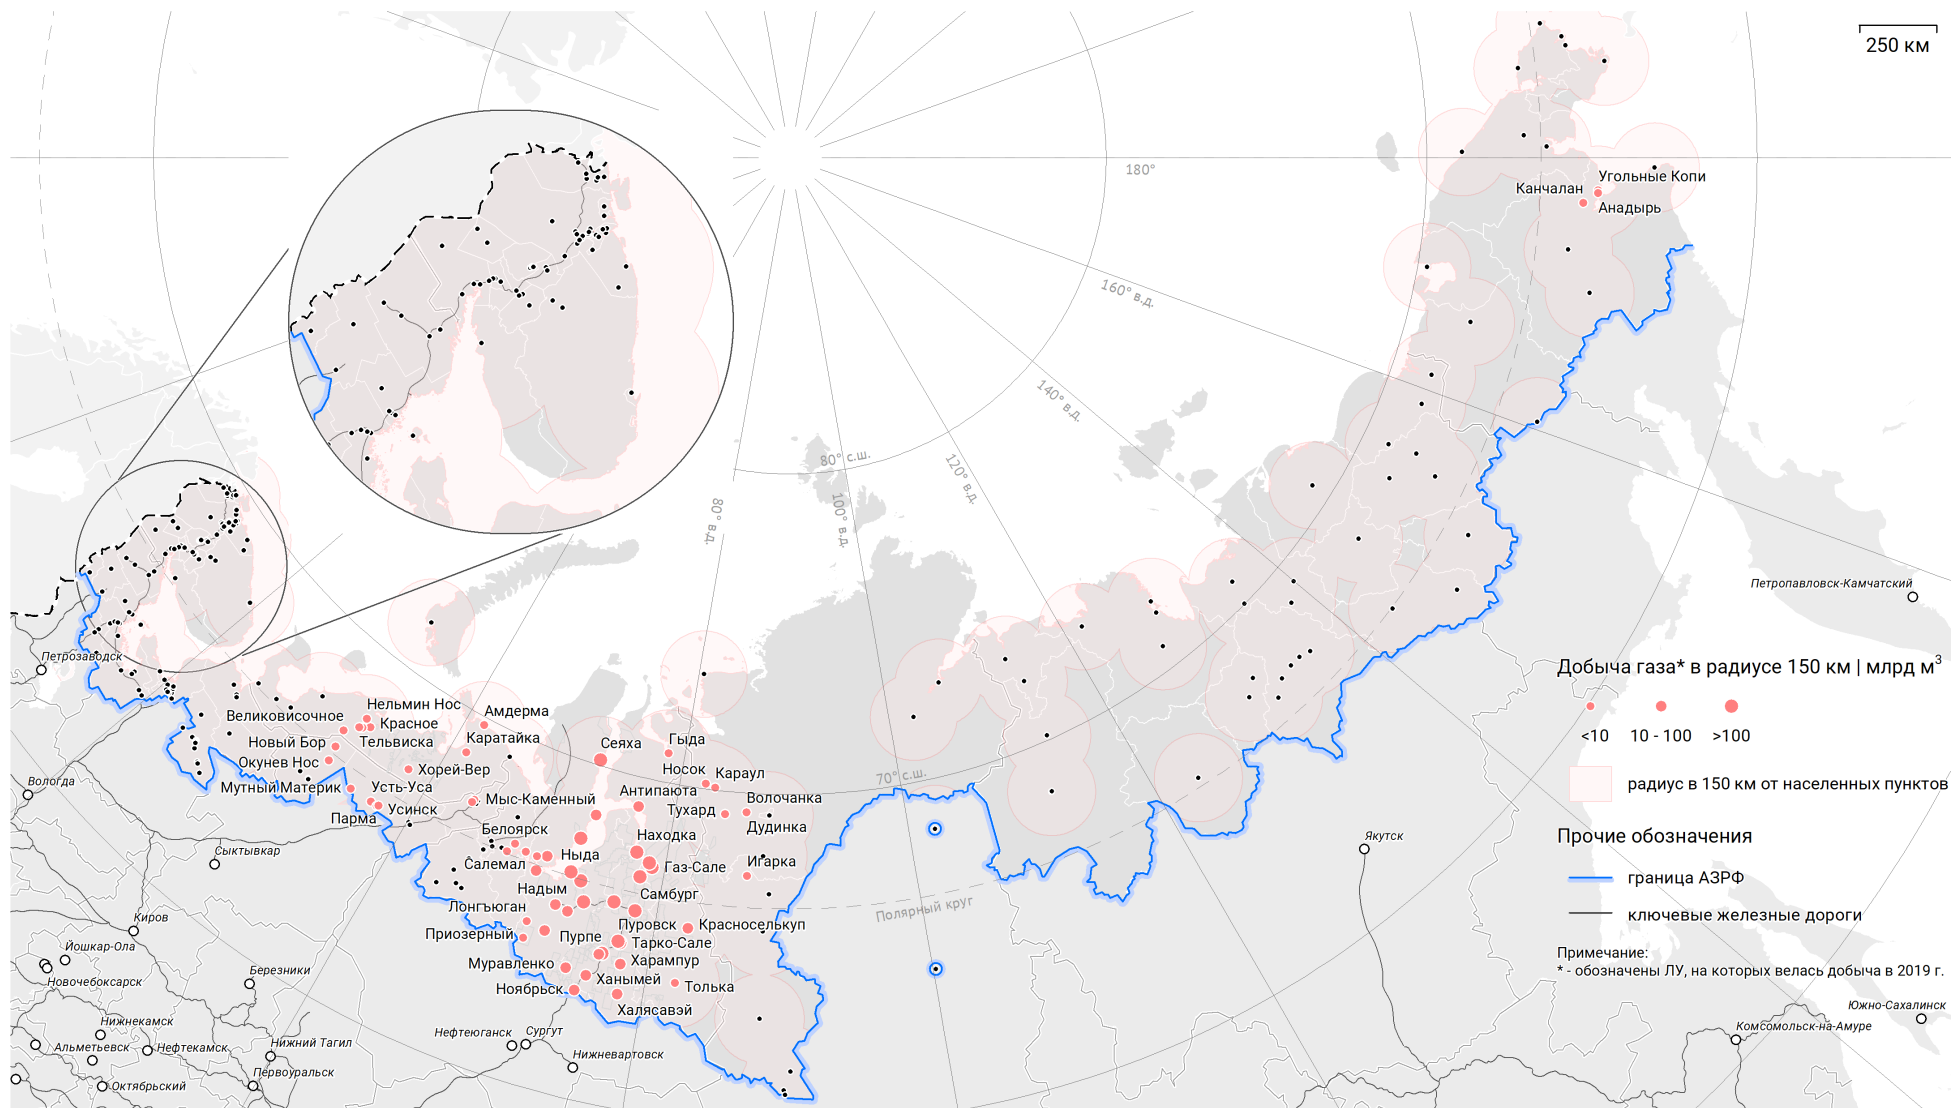 250 км
180°
Угольные Копи
Канчалан
Анадырь
160° в.д.
140° в.д.
80° с.ш.
120° в.д.
100° в.д.
80° в.д.
Петропавловск-Камчатский
Петрозаводск
Добыча газа* в радиусе 150 км | млрд м3
<10 10 - 100 >100
радиус в 150 км от населенных пунктов
Прочие обозначения
граница АЗРФ
ключевые железные дороги
Примечание:
* - обозначены ЛУ, на которых велась добыча в 2019 г.
Нельмин Нос
Великовисочное
Красное
Амдерма
Тельвиска
Новый Бор
Каратайка
Сеяха
Гыда
Окунев Нос
Хорей-Вер
Носок
Караул
70° с.ш.
Вологда
Мутный Материк
Усть-Уса
Мыс-Каменный
Антипаюта
Волочанка
Усинск
Тухард
Парма
Белоярск
Находка
Дудинка
Якутск
Сыктывкар
Салемал
Ныда
Газ-Сале
Игарка
Надым
Самбург
Лонгъюган
Полярный круг
Киров
Приозерный
Пуровск
Красноселькуп
Пурпе
Тарко-Сале
Йошкар-Ола
Муравленко
Харампур
Березники
Новочебоксарск
Ханымей
Ноябрьск
Толька
Халясавэй
Южно-Сахалинск
Нижнекамск
Нефтеюганск
Сургут
Комсомольск-на-Амуре
Альметьевск
Нефтекамск
Нижний Тагил
Нижневартовск
Первоуральск
Октябрьский